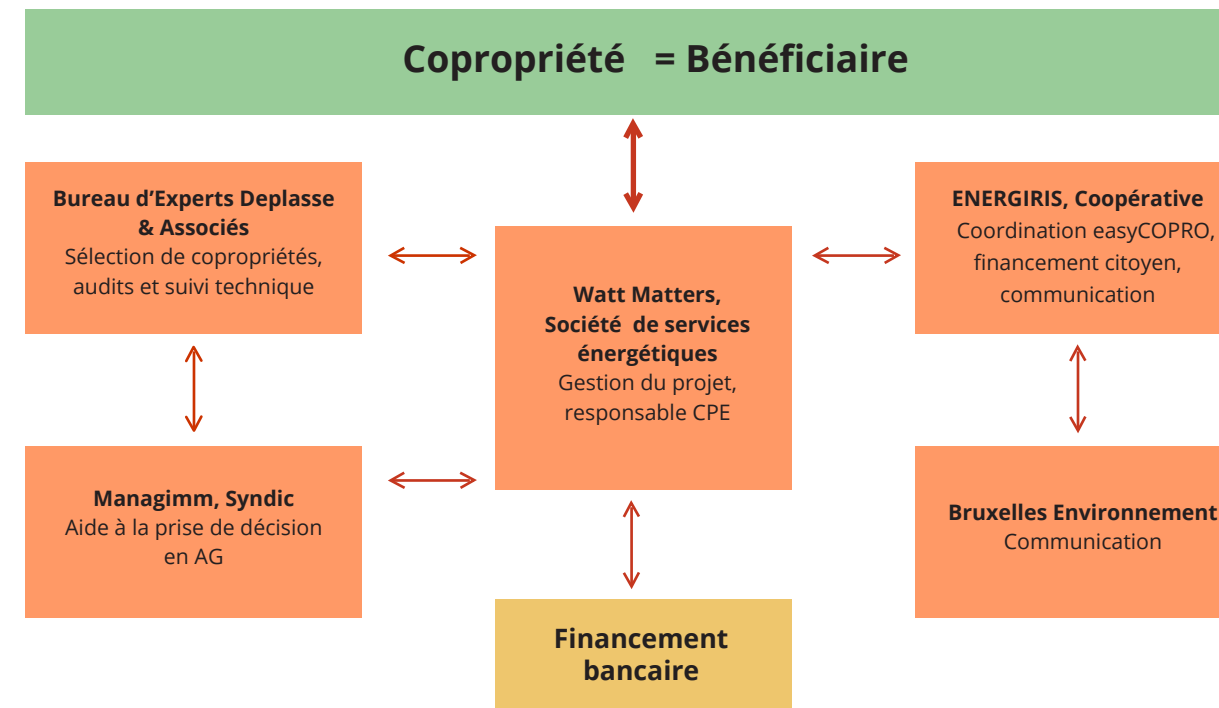 Copropriété = Bénéficiaire
Bureau d’Experts Deplasse
& Associés
Sélection de copropriétés,
audits et suivi technique
ENERGIRIS, Coopérative
Coordination easyCOPRO,
financement citoyen,
communication
Watt Matters,
Société de services
énergétiques
Gestion du projet,
responsable CPE
Managimm, Syndic
Aide à la prise de décision
en AG
Bruxelles Environnement
Communication
Financement
bancaire